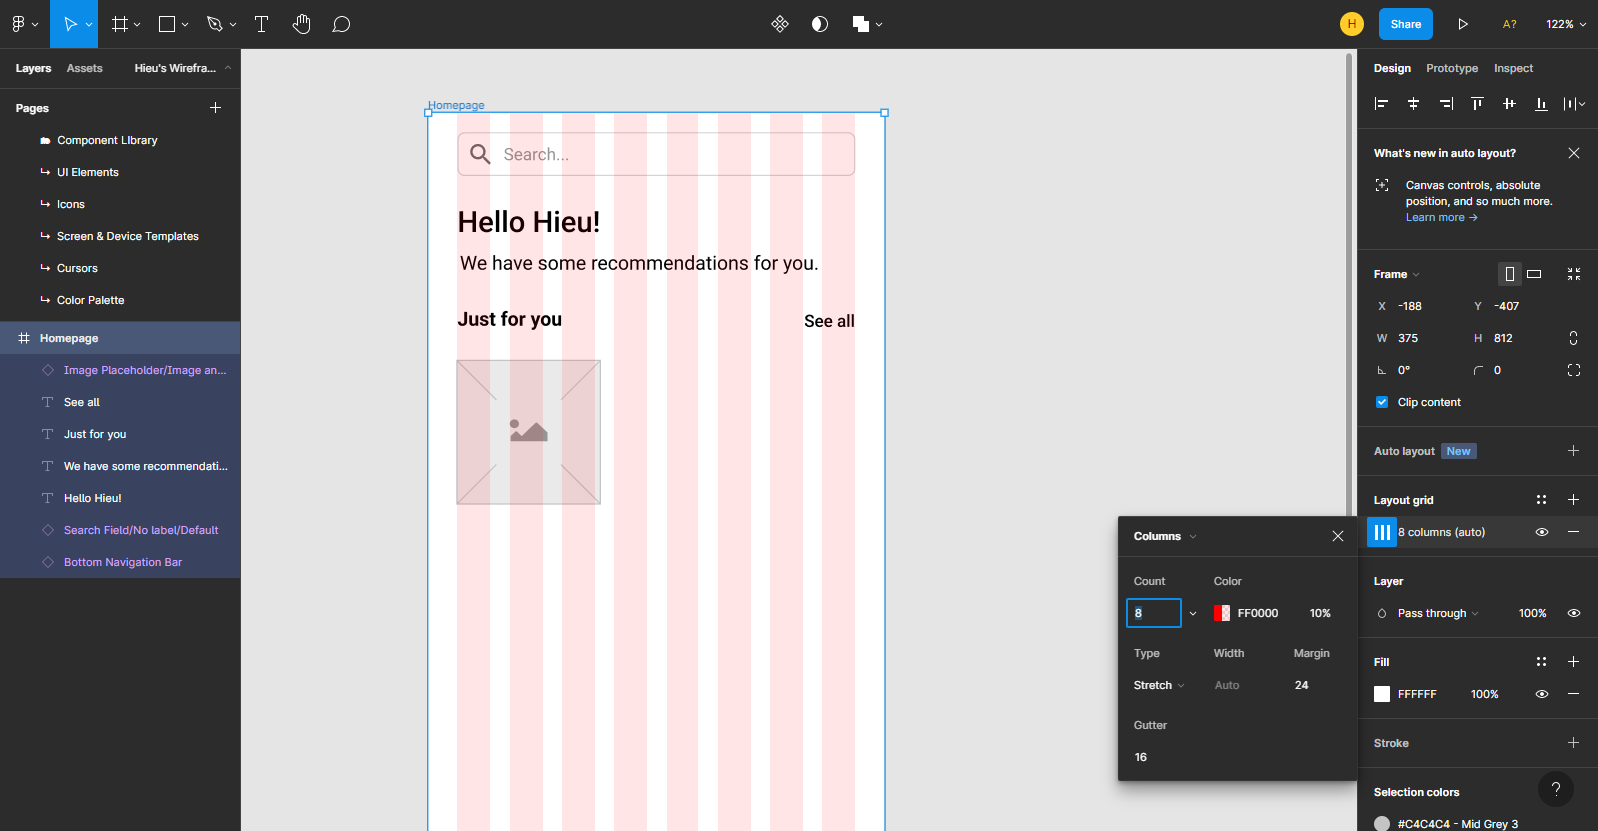 H
Share
A?
122%
Layers
Assets
Hieu's Wirefra...
Pages
Component LIbrary
UI Elements
Icons
Screen & Device Templates
Cursors
Color Palette
Homepage
Image Placeholder/Image an...
See all
Just for you
We have some recommendati...
Hello Hieu!
Search Field/No label/Default
Bottom Navigation Bar
Homepage
Search...
Hello Hieu!
We have some recommendations for you.
Just for you
See all
Columns
Count
Color
8
FF0000
10%
Type
Width
Margin
Stretch
Auto
24
Gutter
16
Design
Prototype
Inspect
What's new in auto layout?
Canvas controls, absolute
position, and so much more.
Learn more →
Frame
X -188
Y -407
W 375
H 812
0°
0
Clip content
Auto layout New
Layout grid
8 columns (auto)
Layer
Pass through
100%
Fill
FFFFFF
100%
Stroke
Selection colors
?
#C4C4C4 - Mid Grey 3